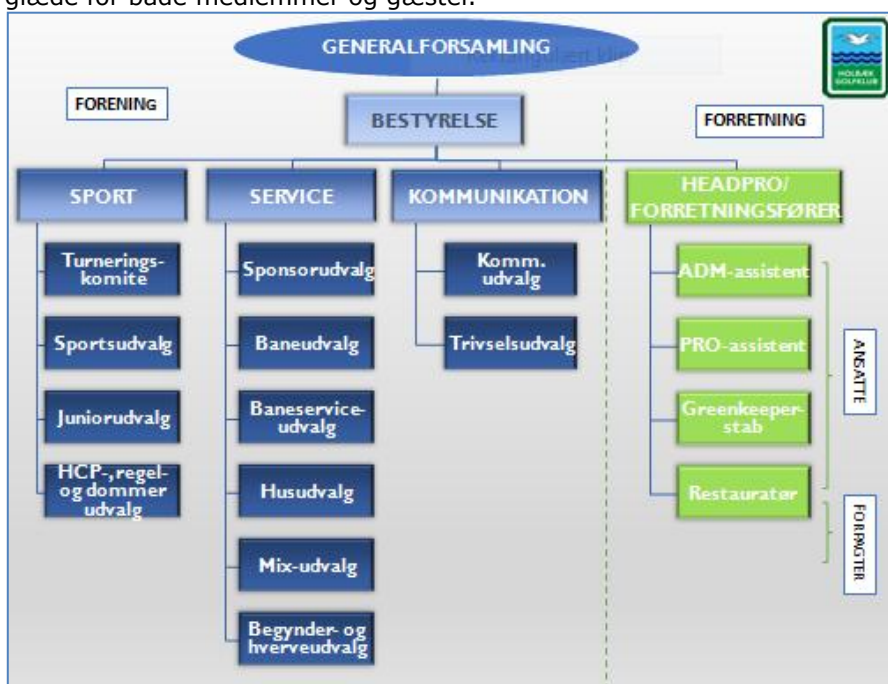 glæde for både medlemmer og gæster.
GENERALFORSAMLING
HOLBÆK
GOLFKLUB
FORENING
BESTYRELSE
FORRETNING
SPORT
SERVICE
KOMMUNIKATION
HEADPRO/
FORRETNINGSFØRER
Turnerings-
komite
Sportsudvalg
Juniorudvalg
HCP-, regel-
og dommer
udvalg
Sponsorudvalg
Baneudvalg
Baneservice-
udvalg
Husudvalg
Mix-udvalg
Begynder- og
hverveudvalg
Komm.
udvalg
Trivselsudvalg
ADM-assistent
PRO-assistent
Greenkeeper-
stab
Restauratør
ANSATTE
FORPAGTER